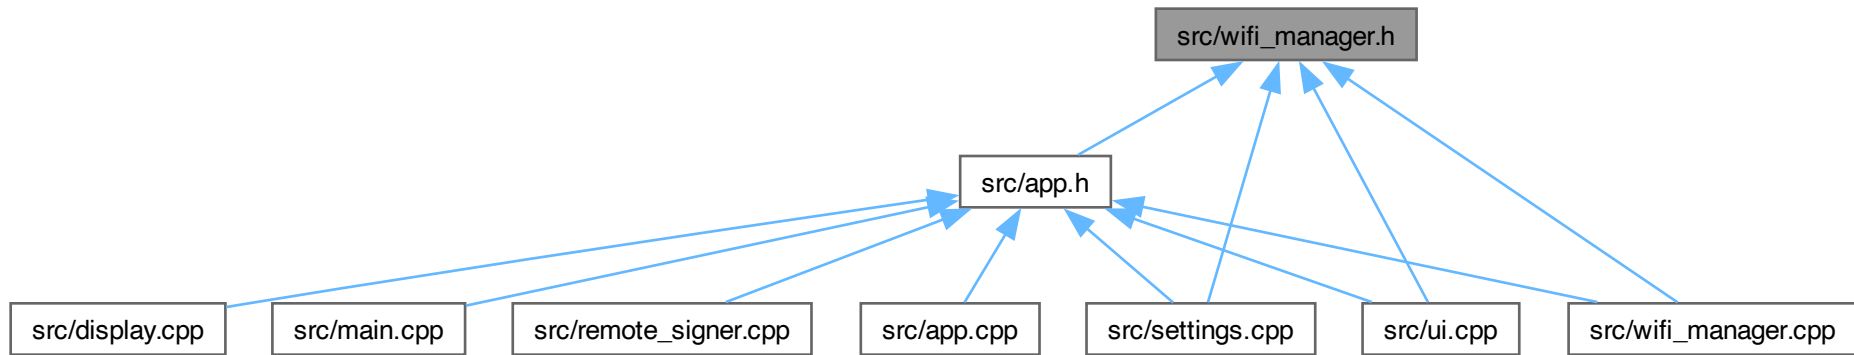 src/wifi_manager.h
src/app.h
src/display.cpp
src/main.cpp
src/remote_signer.cpp
src/app.cpp
src/settings.cpp
src/ui.cpp
src/wifi_manager.cpp